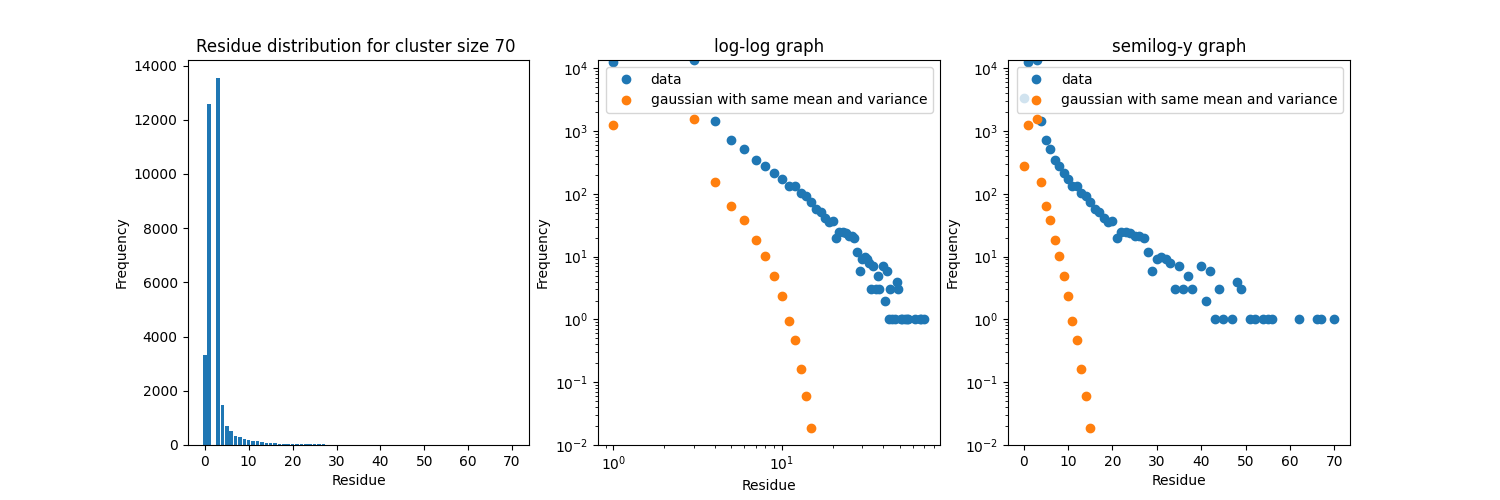 Residue distribution for cluster size 70
14000
12000
10000
8000
6000
4000
2000
0
Frequency
0 10 20 30 40 50 60 70
Residue
log-log graph
data
gaussian with same mean and variance
10⁴
10³
10²
10¹
10⁰
10⁻¹
10⁻²
Frequency
10⁰ 10¹
Residue
semilog-y graph
data
gaussian with same mean and variance
10⁴
10³
10²
10¹
10⁰
10⁻¹
10⁻²
Frequency
0 10 20 30 40 50 60 70
Residue